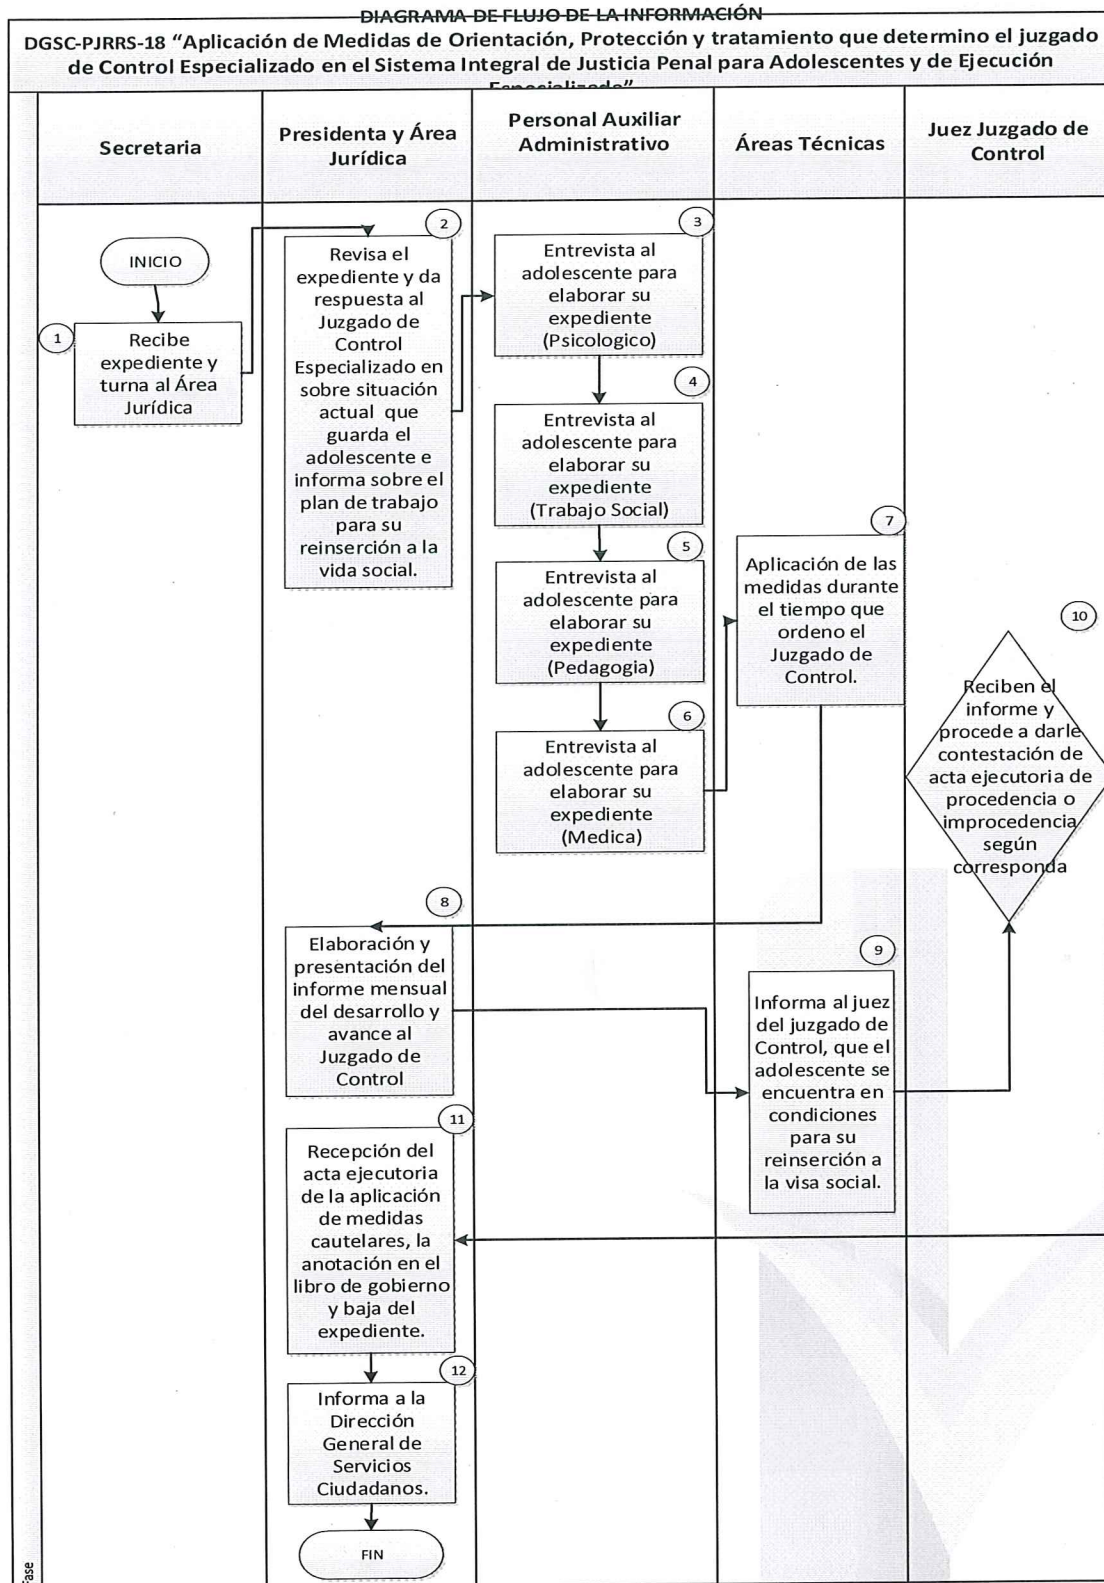 DIAGRAMA DE FLUJO DE LA INFORMACIÓN
DGSC-PJRRS-18 “Aplicación de Medidas de Orientación, Protección y tratamiento que determino el juzgado
de Control Especializado en el Sistema Integral de Justicia Penal para Adolescentes y de Ejecución
Especializada”
Secretaria
Presidenta y Área
Jurídica
Personal Auxiliar
Administrativo
Áreas Técnicas
Juez Juzgado de
Control
INICIO
1
Recibe
expediente y
turna al Área
Jurídica
2
Revisa el
expediente y da
respuesta al
Juzgado de
Control
Especializado en
sobre situación
actual que
guarda el
adolescente e
informa sobre el
plan de trabajo
para su
reinserción a la
vida social.
3
Entrevista al
adolescente para
elaborar su
expediente
(Psicologico)
4
Entrevista al
adolescente para
elaborar su
expediente
(Trabajo Social)
5
Entrevista al
adolescente para
elaborar su
expediente
(Pedagogia)
6
Entrevista al
adolescente para
elaborar su
expediente
(Medica)
7
Aplicación de las
medidas durante
el tiempo que
ordeno el
Juzgado de
Control.
8
Elaboración y
presentación del
informe mensual
del desarrollo y
avance al
Juzgado de
Control
9
Informa al juez
del juzgado de
Control, que el
adolescente se
encuentra en
condiciones
para su
reinserción a
la visa social.
10
Reciben el
informe y
procede a darle
contestación de
acta ejecutoria de
procedencia o
improcedencia
según
corresponda
11
Recepción del
acta ejecutoria
de la aplicación
de medidas
cautelares, la
anotación en el
libro de gobierno
y baja del
expediente.
12
Informa a la
Dirección
General de
Servicios
Ciudadanos.
FIN
Fase